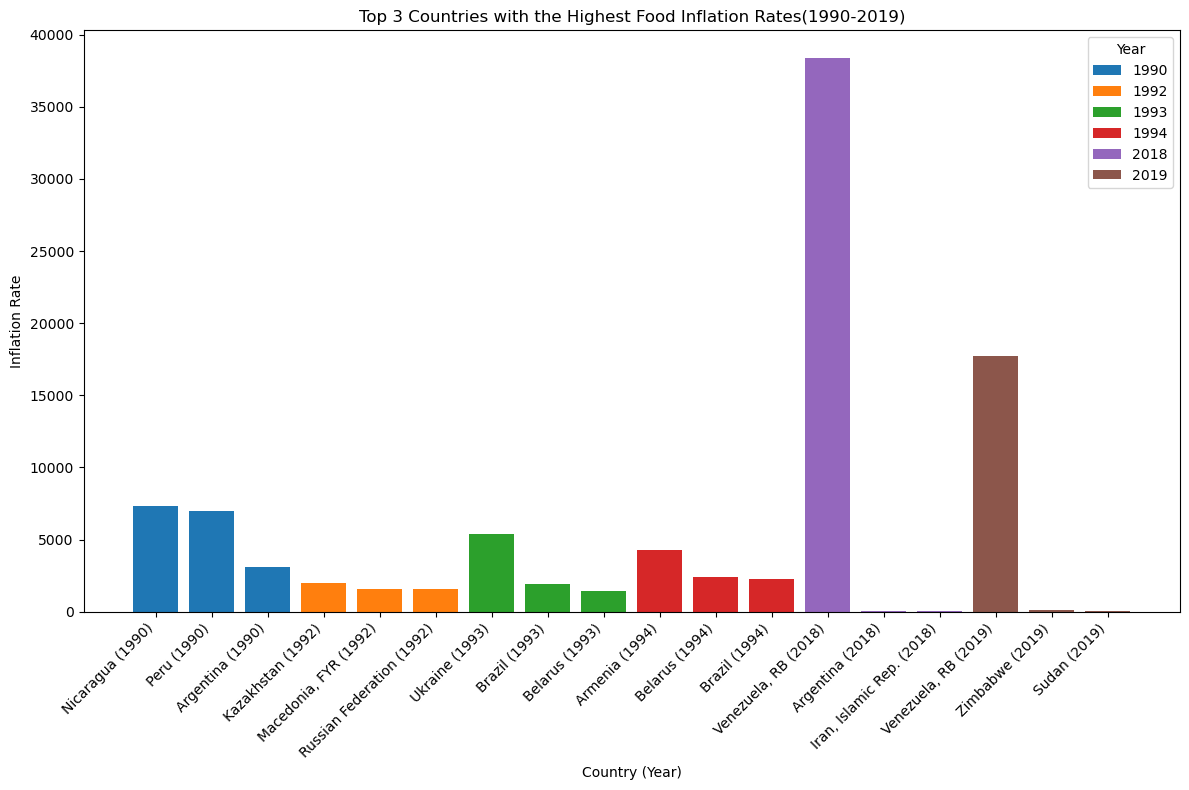 Top 3 Countries with the Highest Food Inflation Rates(1990-2019)
Inflation Rate
40000
35000
30000
25000
20000
15000
10000
5000
0
Year
1990
1992
1993
1994
2018
2019
Nicaragua (1990)
Peru (1990)
Argentina (1990)
Kazakhstan (1992)
Macedonia, FYR (1992)
Russian Federation (1992)
Ukraine (1993)
Brazil (1993)
Belarus (1993)
Armenia (1994)
Belarus (1994)
Brazil (1994)
Venezuela, RB (2018)
Argentina (2018)
Iran, Islamic Rep. (2018)
Venezuela, RB (2019)
Zimbabwe (2019)
Sudan (2019)
Country (Year)